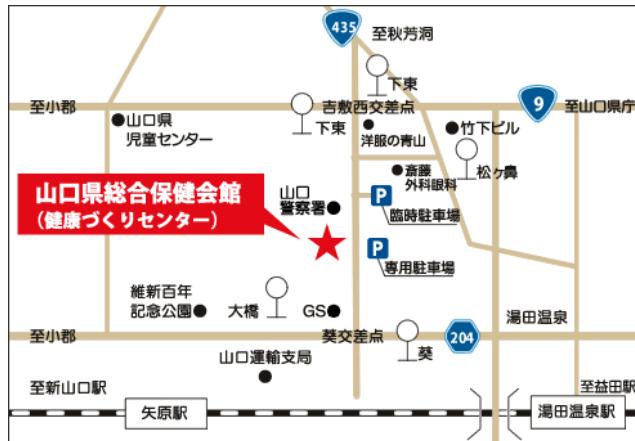 435
至秋芳洞
下東
至小郡
吉敷西交差点
9
至山口県庁
山口県
児童センター
下東
洋服の青山
竹下ビル
斎藤
外科眼科
松ヶ鼻
山口県総合保健会館
(健康づくりセンター)
山口
警察署
P
臨時駐車場
P
専用駐車場
維新百年
記念公園
大橋
GS
湯田温泉
至小郡
葵交差点
葵
204
山口運輸支局
至新山口駅
至益田駅
矢原駅
湯田温泉駅